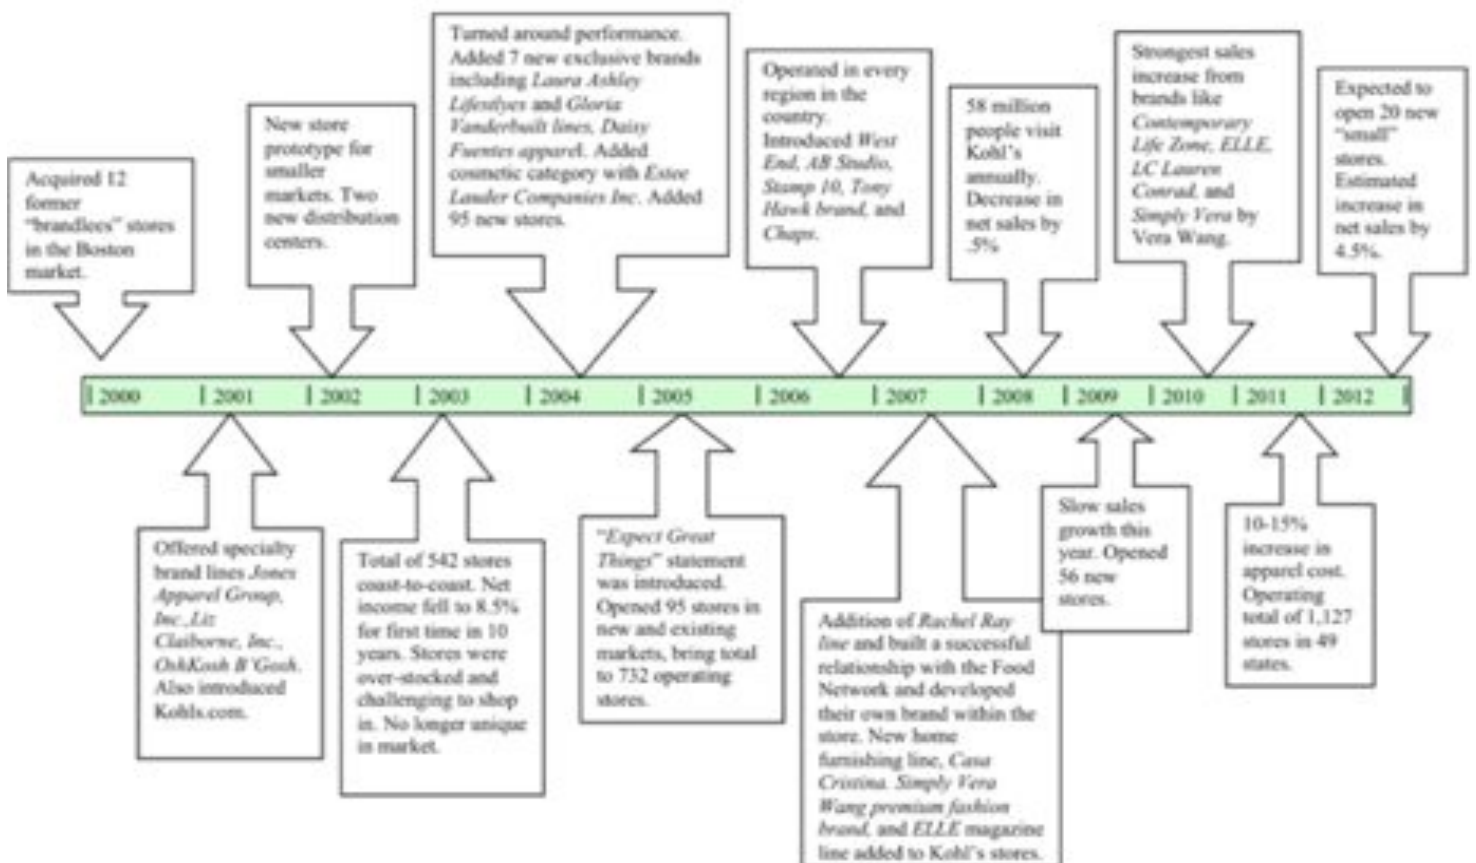 Turned around performance.
Added 7 new exclusive brands
including Laura Ashley
Lifestlyes and Gloria
Vanderbuilt lines, Daisy
Fuentes apparel. Added
cosmetic category with Estee
Lauder Companies Inc. Added
95 new stores.
Strongest sales
increase from
brands like
Contemporary
Life Zone, ELLE,
LC Lauren
Conrad, and
Simply Vera by
Vera Wang.
Operated in every
region in the
country.
Introduced West
End, AB Studio,
Stamp 10, Tony
Hawk brand, and
Chaps.
Expected to
open 20 new
"small"
stores.
Estimated
increase in
net sales by
4.5%.
58 million
people visit
Kohl's
annually.
Decrease in
net sales by
.5%
New store
prototype for
smaller
markets. Two
new distribution
centers.
Acquired 12
former
"brandlees" stores
in the Boston
market.
| 2000 | 2001 | 2002 | 2003 | 2004 | 2005 | 2006 | 2007 | 2008 | 2009 | 2010 | 2011 | 2012 |
Offered specialty
brand lines Jones
Apparel Group,
Inc.,Liz
Claiborne, Inc.,
OshKosh B'Gosh.
Also introduced
Kohls.com.
Total of 542 stores
coast-to-coast. Net
income fell to 8.5%
for first time in 10
years. Stores were
over-stocked and
challenging to shop
in. No longer unique
in market.
"Expect Great
Things" statement
was introduced.
Opened 95 stores in
new and existing
markets, bring total
to 732 operating
stores.
Addition of Rachel Ray
line and built a successful
relationship with the Food
Network and developed
their own brand within the
store. New home
furnishing line, Casa
Cristina. Simply Vera
Wang premium fashion
brand, and ELLE magazine
line added to Kohl's stores.
Slow sales
growth this
year. Opened
56 new
stores.
10-15%
increase in
apparel cost.
Operating
total of 1,127
stores in 49
states.